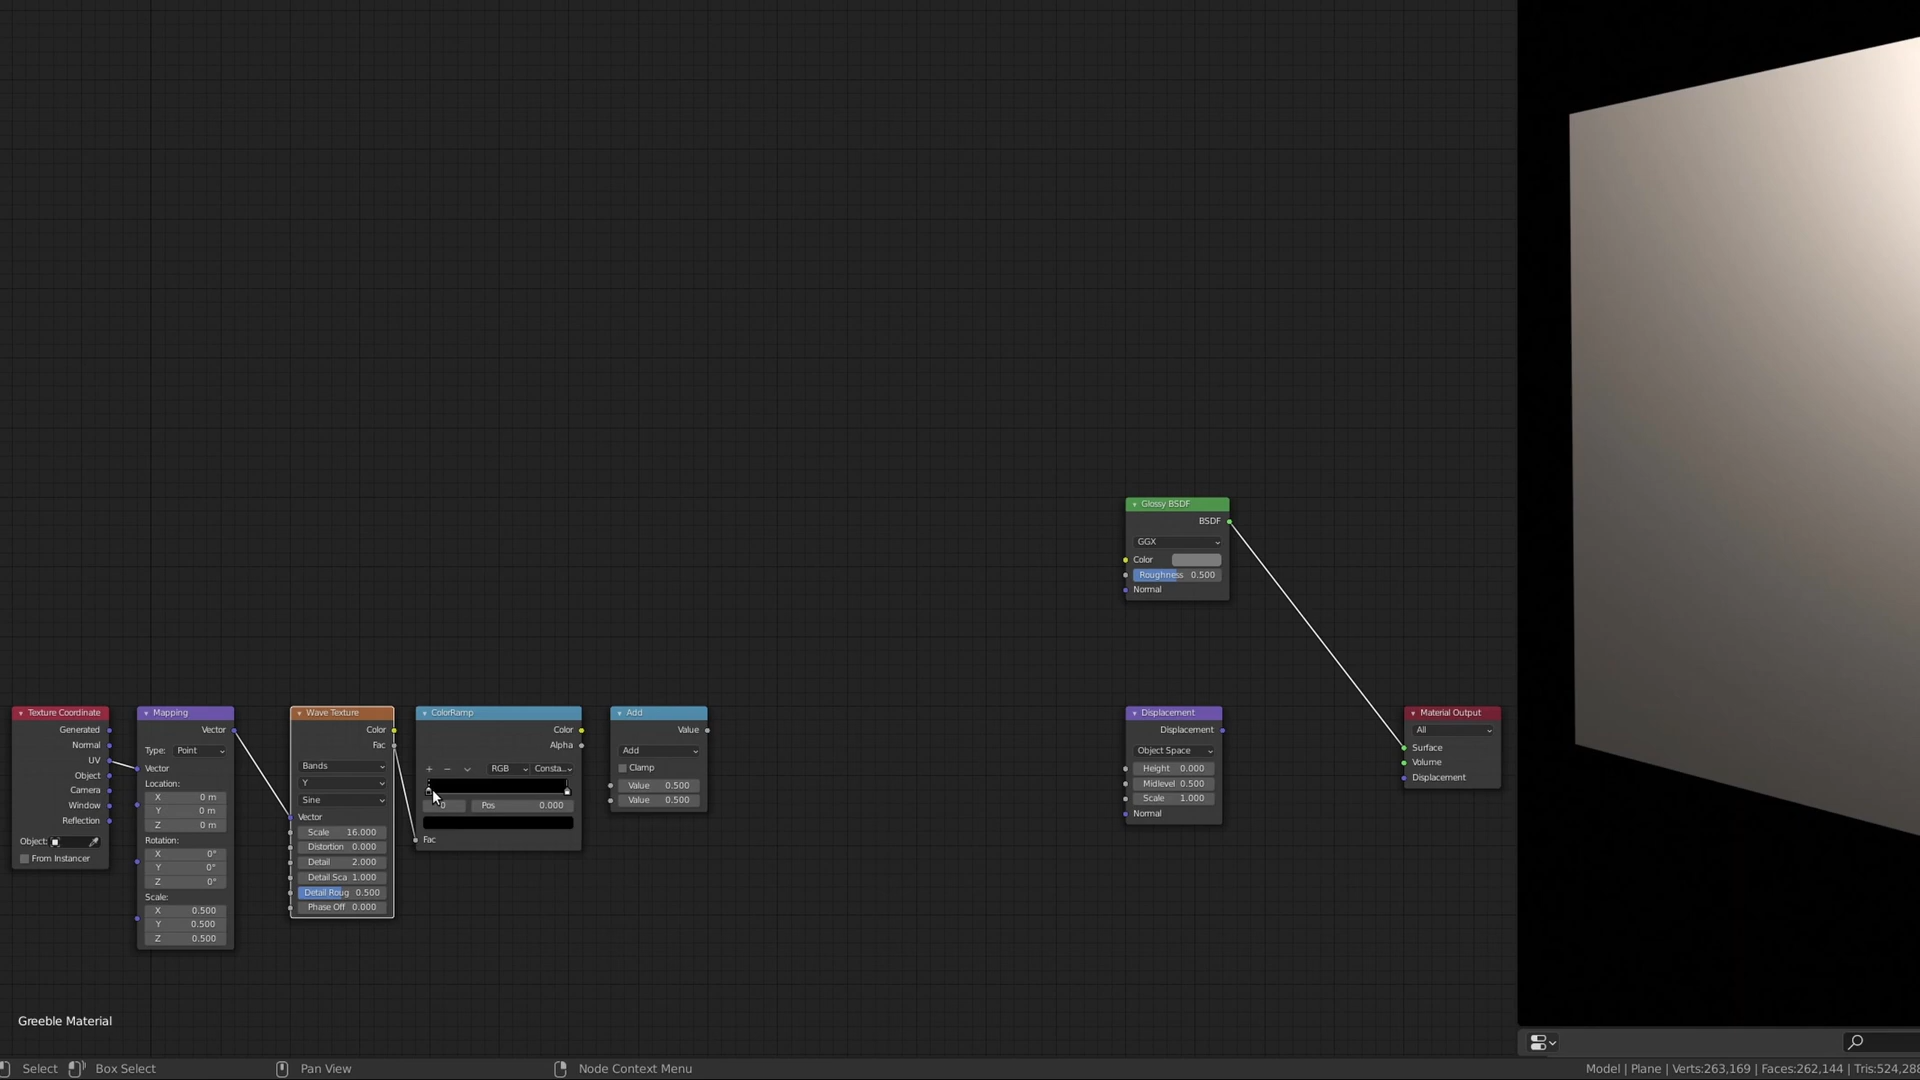 Glossy BSDF
BSDF
GGX
Color
Roughness 0.500
Normal
Texture Coordinate
Generated
Normal
UV
Object
Camera
Window
Reflection
Object:
From Instancer
Mapping
Vector
Type: Point
Vector
Location:
X 0 m
Y 0 m
Z 0 m
Rotation:
X 0°
Y 0°
Z 0°
Scale:
X 0.500
Y 0.500
Z 0.500
Wave Texture
Color
Fac
Bands
Y
Sine
Vector
Scale 16.000
Distortion 0.000
Detail 2.000
Detail Sca 1.000
Detail Roug 0.500
Phase Off 0.000
ColorRamp
Color
Alpha
RGB Consta..
0 Pos 0.000
Fac
Add
Value
Add
Clamp
Value 0.500
Value 0.500
Displacement
Displacement
Object Space
Height 0.000
Midlevel 0.500
Scale 1.000
Normal
Material Output
All
Surface
Volume
Displacement
Greeble Material
Select Box Select Pan View Node Context Menu
Model | Plane | Verts:263,169 | Faces:262,144 | Tris:524,288